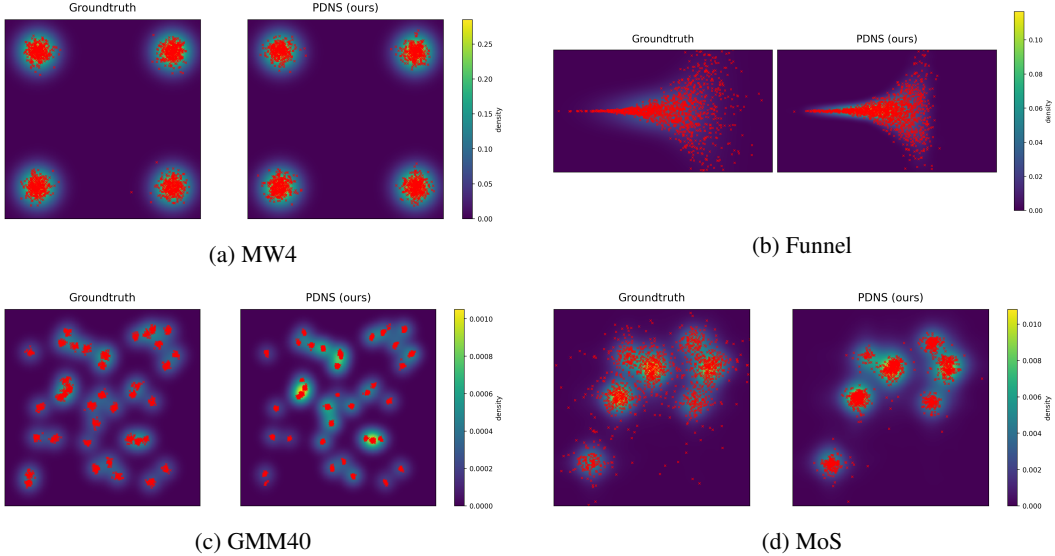 Groundtruth
PDNS (ours)
0.25
0.20
0.15
0.10
0.05
0.00
density
(a) MW4
Groundtruth
PDNS (ours)
0.10
0.08
0.06
0.04
0.02
0.00
density
(b) Funnel
Groundtruth
PDNS (ours)
0.0010
0.0008
0.0006
0.0004
0.0002
0.0000
density
(c) GMM40
Groundtruth
PDNS (ours)
0.010
0.008
0.006
0.004
0.002
0.000
density
(d) MoS